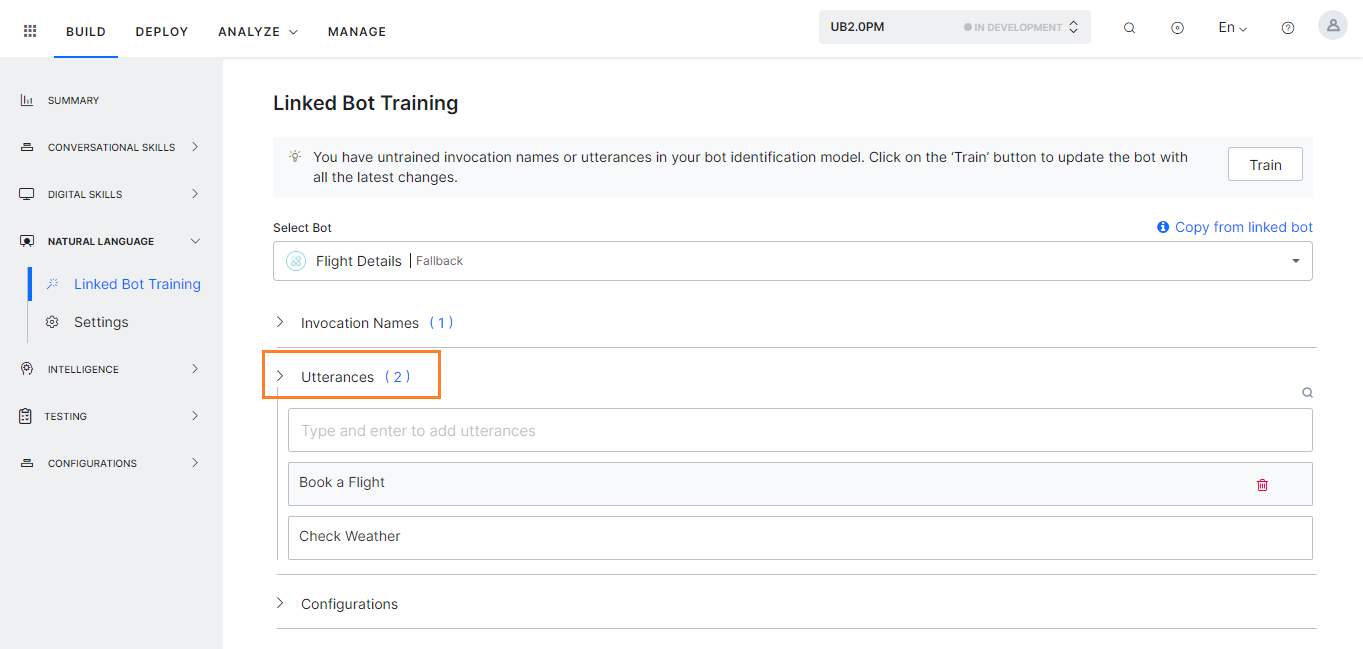 BUILD DEPLOY ANALYZE MANAGE UB2.0PM IN DEVELOPMENT En
SUMMARY
CONVERSATIONAL SKILLS
DIGITAL SKILLS
NATURAL LANGUAGE
Linked Bot Training
Settings
INTELLIGENCE
TESTING
CONFIGURATIONS
Linked Bot Training
You have untrained invocation names or utterances in your bot identification model. Click on the ‘Train’ button to update the bot with
all the latest changes.
Train
Select Bot
Copy from linked bot
Flight Details | Fallback
Invocation Names ( 1 )
Utterances ( 2 )
Type and enter to add utterances
Book a Flight
Check Weather
Configurations